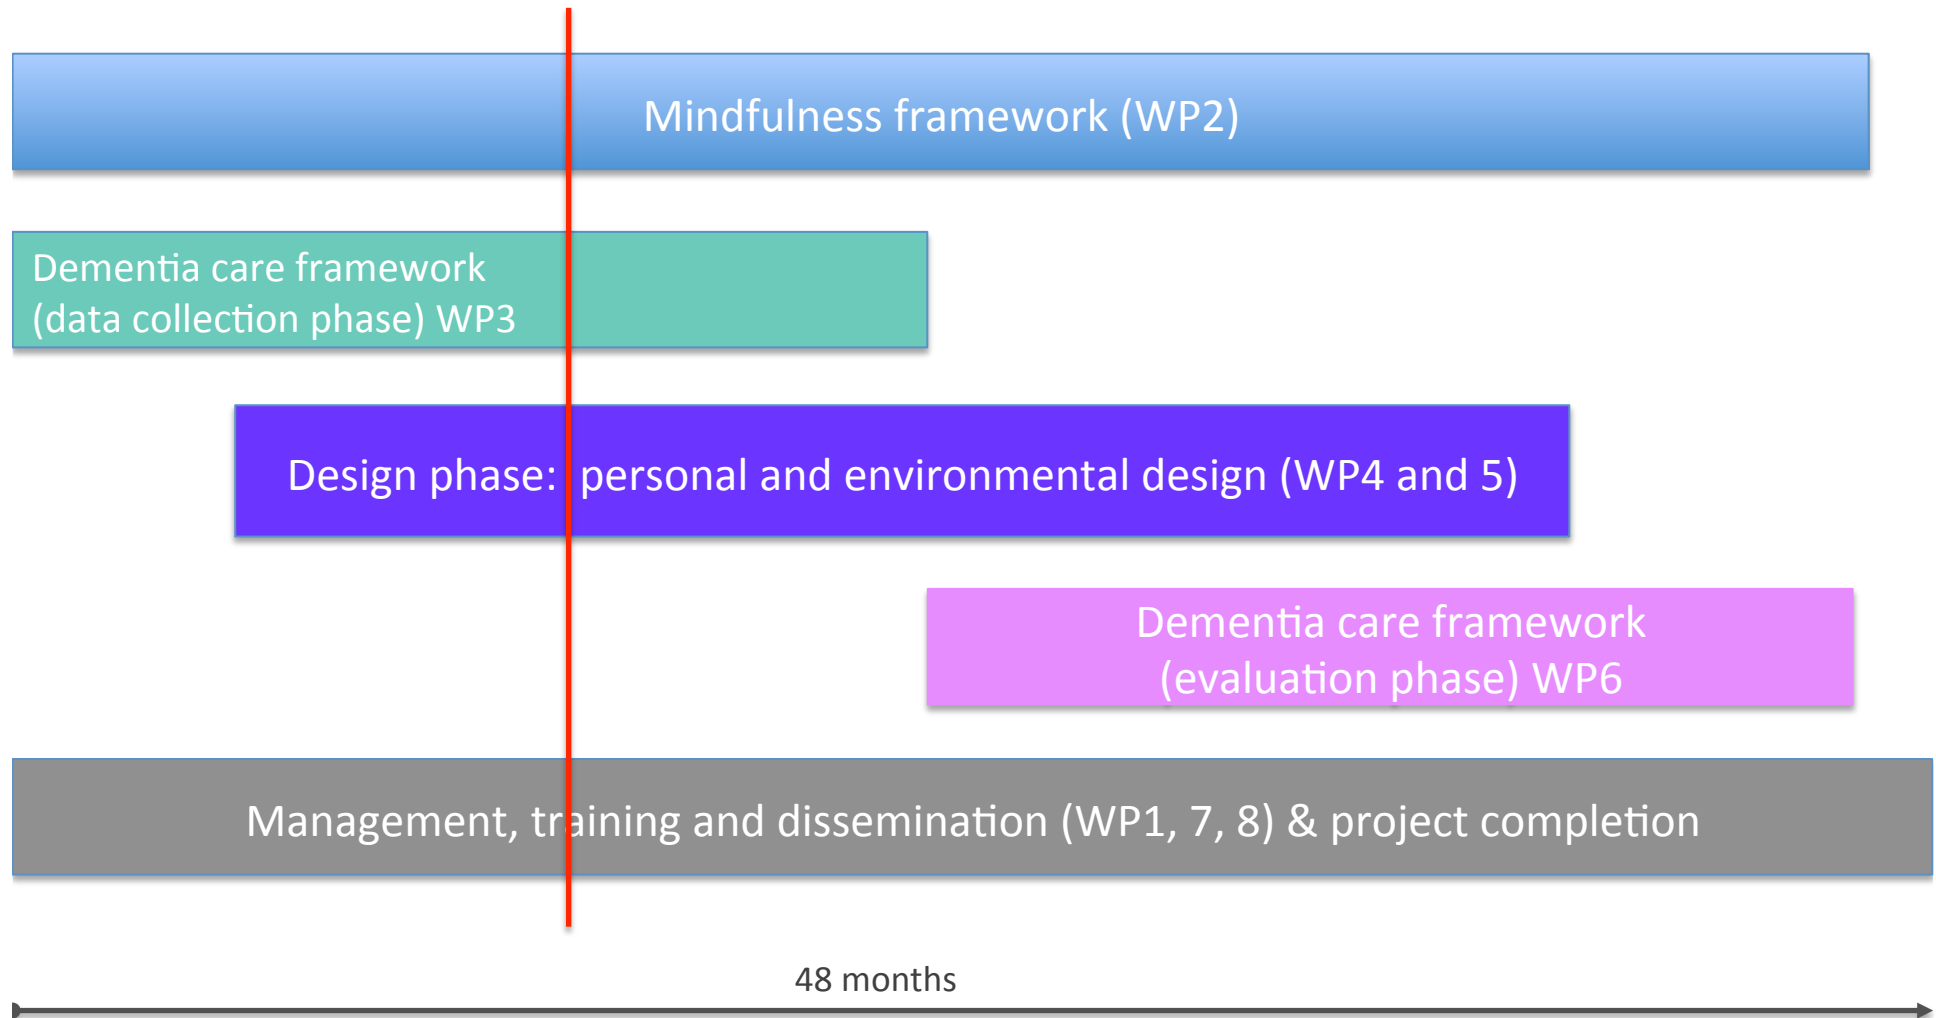 Mindfulness framework (WP2)
Dementia care framework
(data collection phase) WP3
Design phase: personal and environmental design (WP4 and 5)
Dementia care framework
(evaluation phase) WP6
Management, training and dissemination (WP1, 7, 8) & project completion
48 months